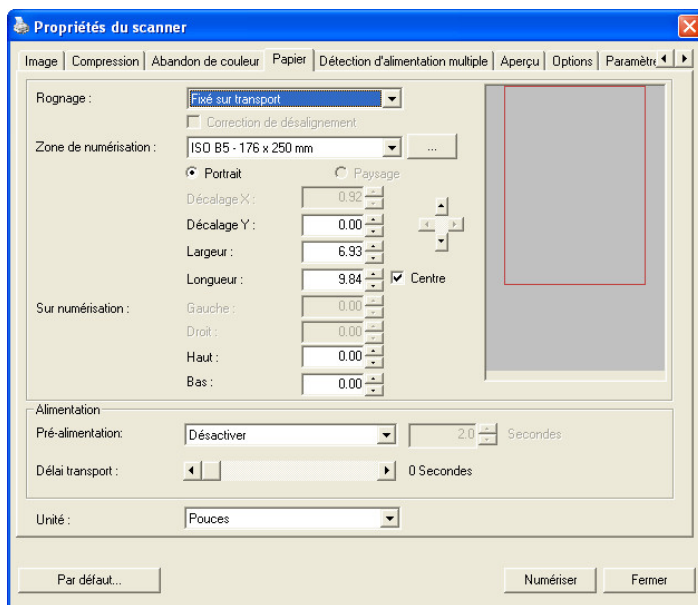 Propriétés du scanner
Image Compression Abandon de couleur Papier Détection d'alimentation multiple Aperçu Options Paramètre
Rognage : Fixé sur transport
Correction de désalignement
Zone de numérisation : ISO B5 - 176 x 250 mm ...
Portrait Paysage
Décalage X : 0.92
Décalage Y : 0.00
Largeur : 6.93
Longueur : 9.84 Centre
Sur numérisation : Gauche : 0.00
Droit : 0.00
Haut : 0.00
Bas : 0.00
Alimentation
Pré-alimentation: Désactiver 2.0 Secondes
Délai transport : 0 Secondes
Unité : Pouces
Par défaut... Numériser Fermer